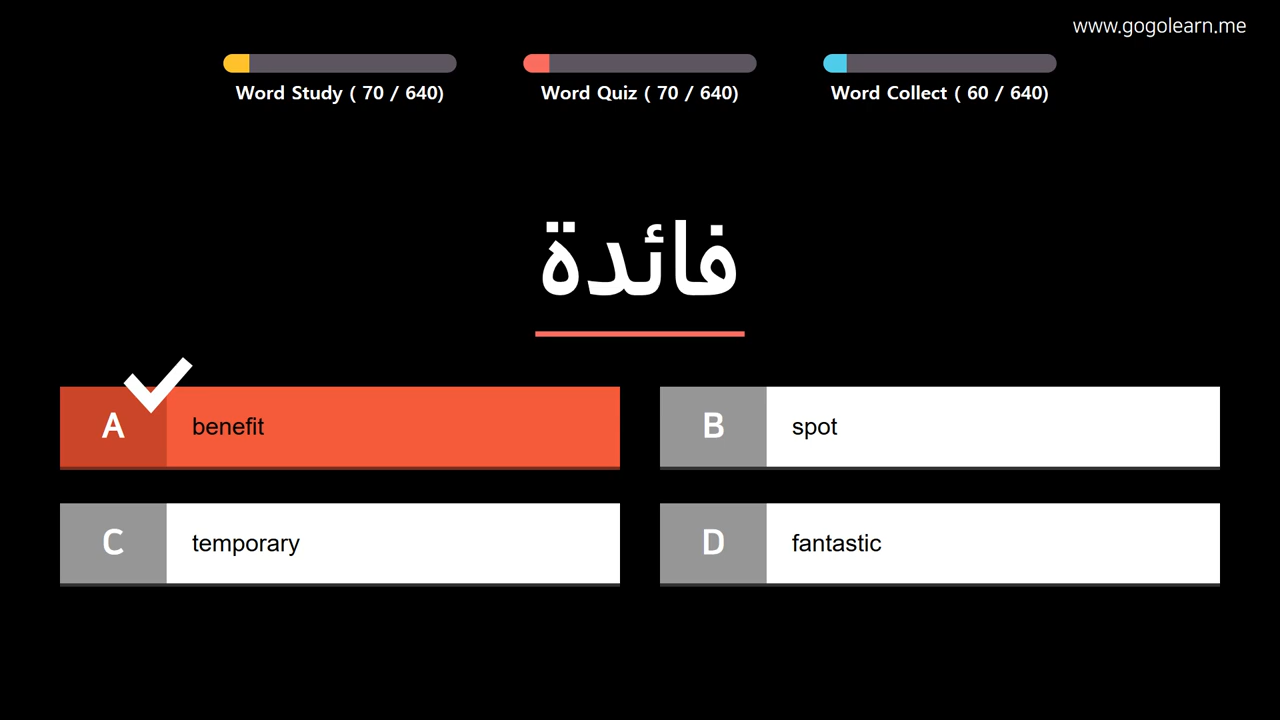 www.gogolearn.me
Word Study ( 70 / 640)
Word Quiz ( 70 / 640)
Word Collect ( 60 / 640)
فائدة
A benefit
B spot
C temporary
D fantastic